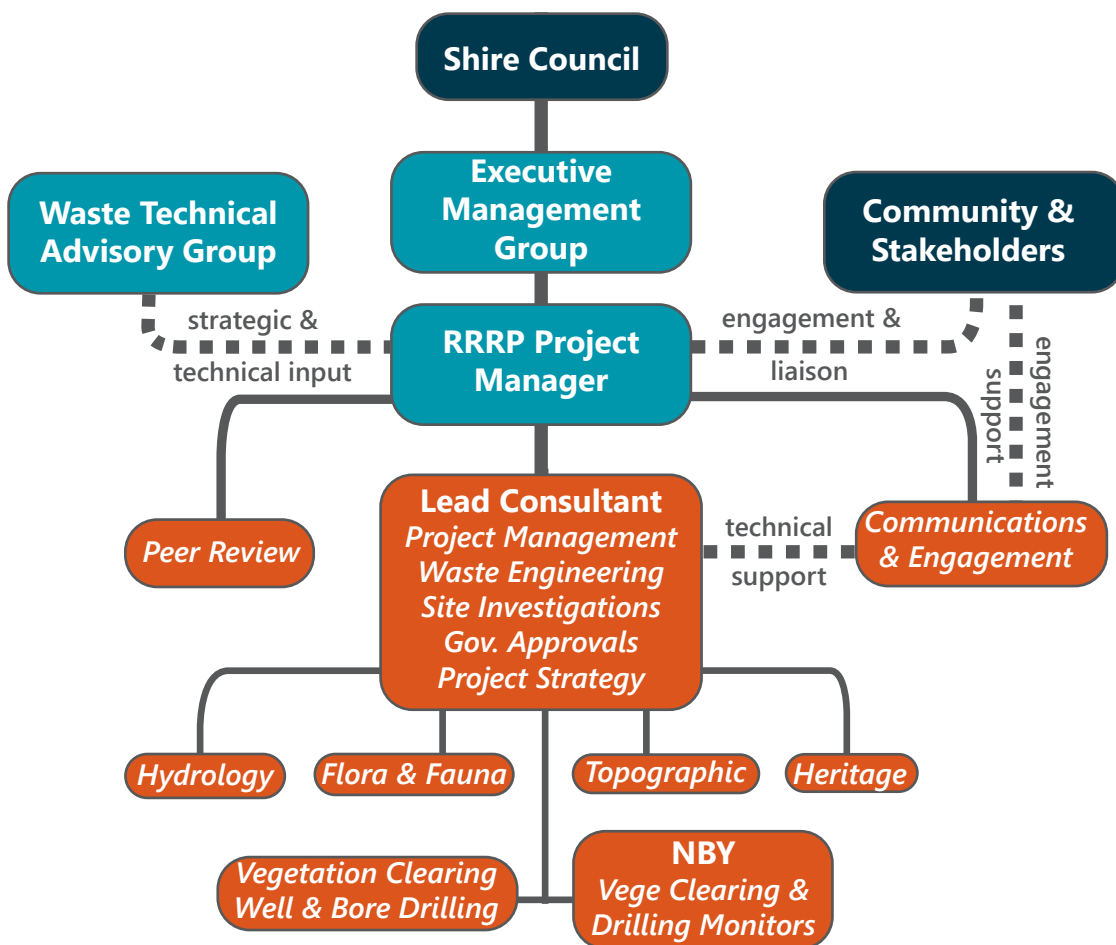 Shire Council
Executive
Management
Group
Waste Technical
Advisory Group
Community &
Stakeholders
strategic &
technical input
RRRP Project
Manager
engagement &
liaison
engagement
support
Lead Consultant
Project Management
Waste Engineering
Site Investigations
Gov. Approvals
Project Strategy
Peer Review
technical
support
Communications
& Engagement
Hydrology
Flora & Fauna
Topographic
Heritage
Vegetation Clearing
Well & Bore Drilling
NBY
Vege Clearing &
Drilling Monitors